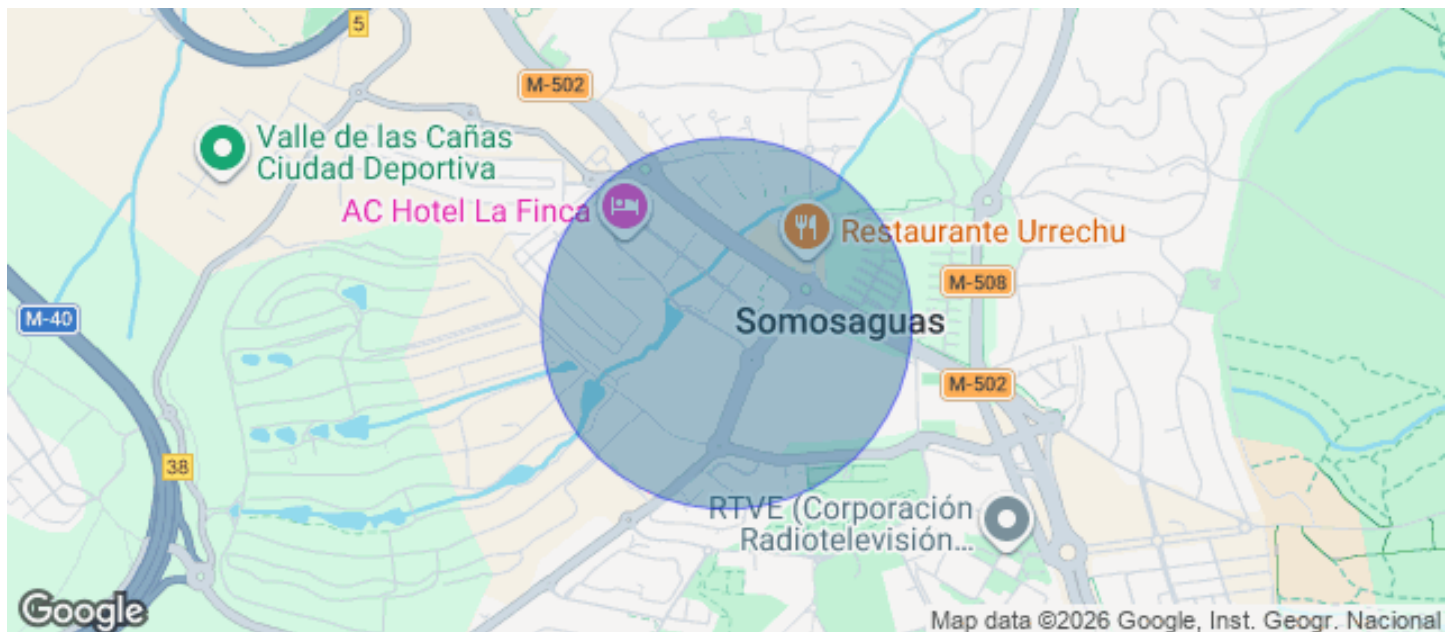 5
M-502
Valle de las Cañas
Ciudad Deportiva
AC Hotel La Finca
Restaurante Urrechu
M-508
M-40
Somosaguas
M-502
38
RTVE (Corporación
Radiotelevisión...
Google
Map data ©2026 Google, Inst. Geogr. Nacional